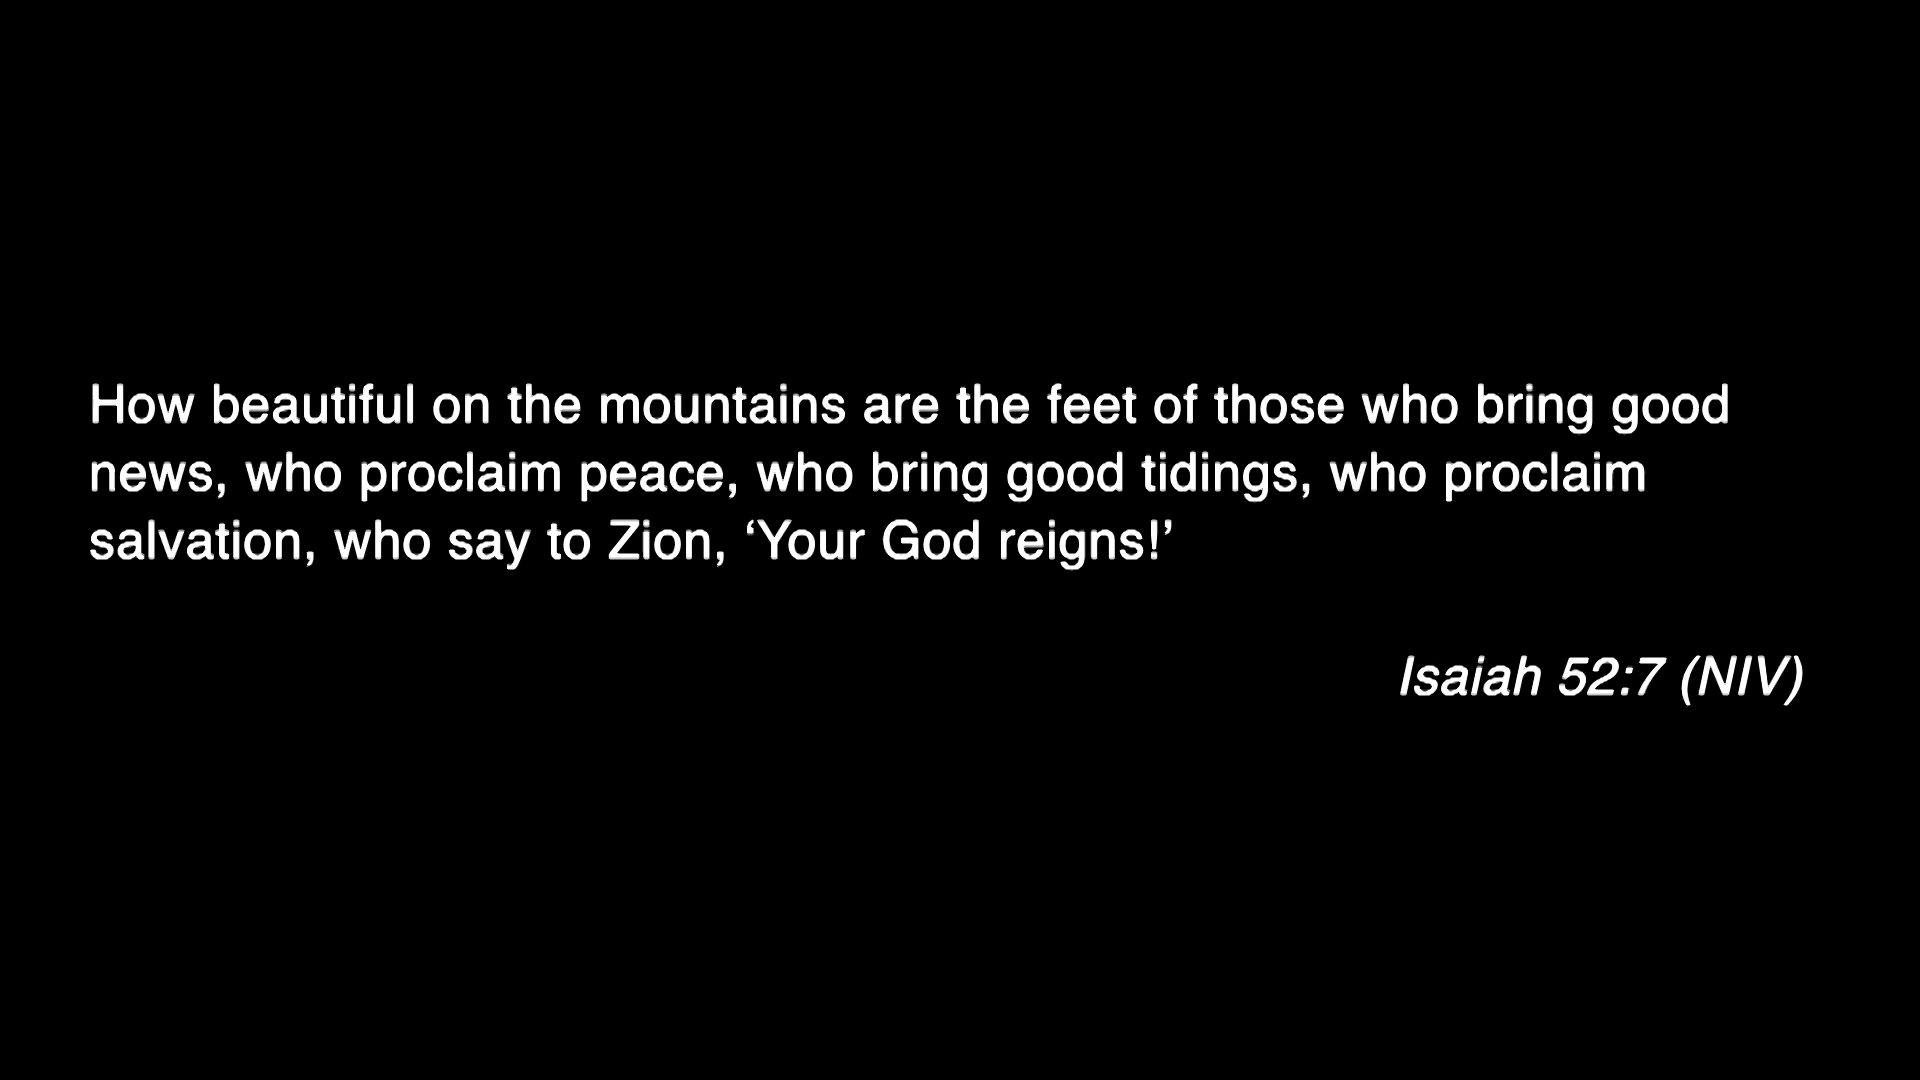 How beautiful on the mountains are the feet of those who bring good
news, who proclaim peace, who bring good tidings, who proclaim
salvation, who say to Zion, ‘Your God reigns!’
Isaiah 52:7 (NIV)